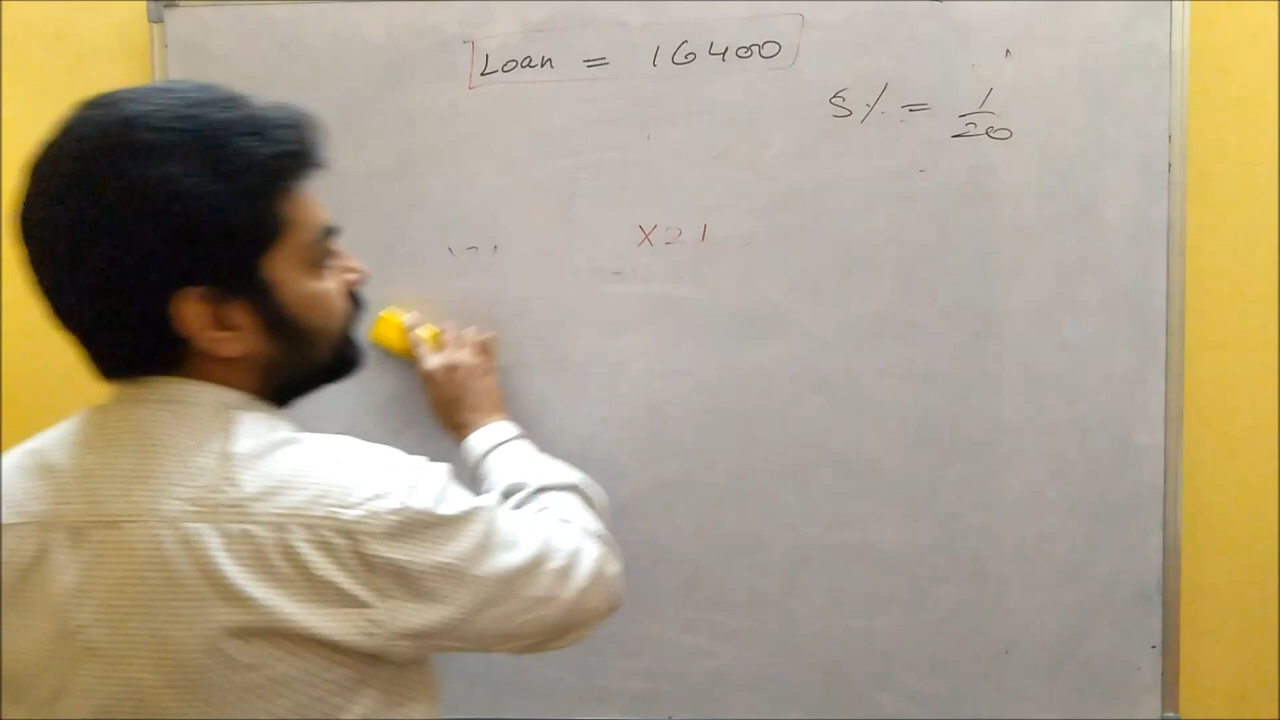 Loan = 16400
5% = 1/20
X21